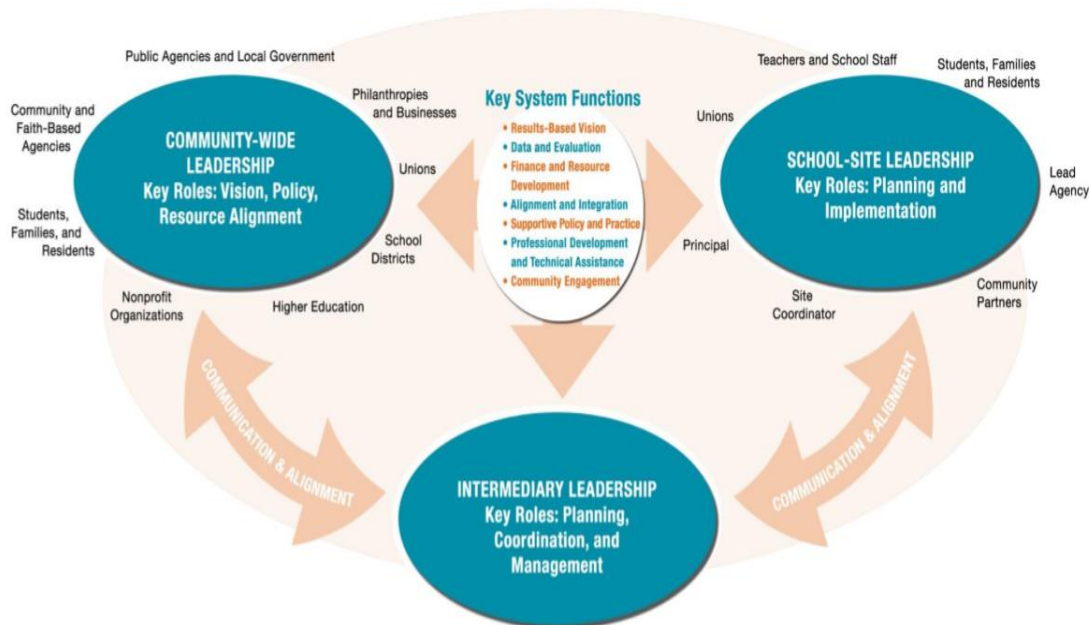 Public Agencies and Local Government
Community and
Faith-Based
Agencies
Philanthropies
and Businesses
COMMUNITY-WIDE
LEADERSHIP
Key Roles: Vision, Policy,
Resource Alignment
Unions
Students,
Families, and
Residents
School
Districts
Nonprofit
Organizations
Higher Education
Key System Functions
• Results-Based Vision
• Data and Evaluation
• Finance and Resource
Development
• Alignment and Integration
• Supportive Policy and Practice
• Professional Development
and Technical Assistance
• Community Engagement
Teachers and School Staff
Students, Families
and Residents
Unions
SCHOOL-SITE LEADERSHIP
Key Roles: Planning and
Implementation
Lead
Agency
Principal
Site
Coordinator
Community
Partners
COMMUNICATION & ALIGNMENT
COMMUNICATION & ALIGNMENT
INTERMEDIARY LEADERSHIP
Key Roles: Planning,
Coordination, and
Management